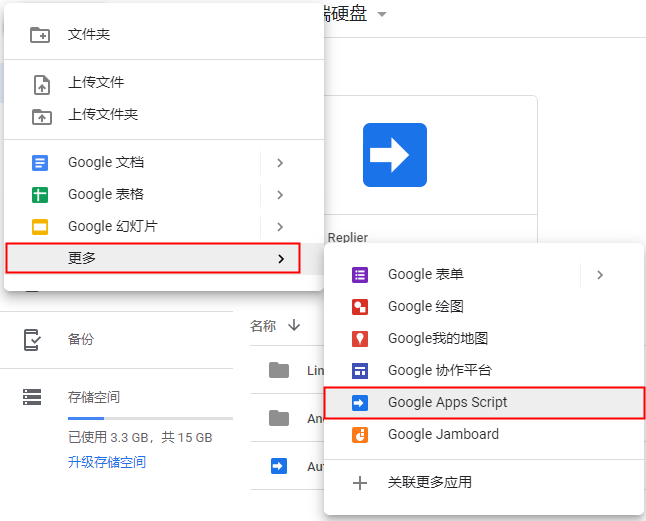 文件夹
上传文件
上传文件夹
Google 文档
Google 表格
Google 幻灯片
更多
硬盘
Replier
Google 表单
Google 绘图
Google我的地图
Google 协作平台
Google Apps Script
Google Jamboard
关联更多应用
备份
存储空间
已使用 3.3 GB，共 15 GB
升级存储空间
名称